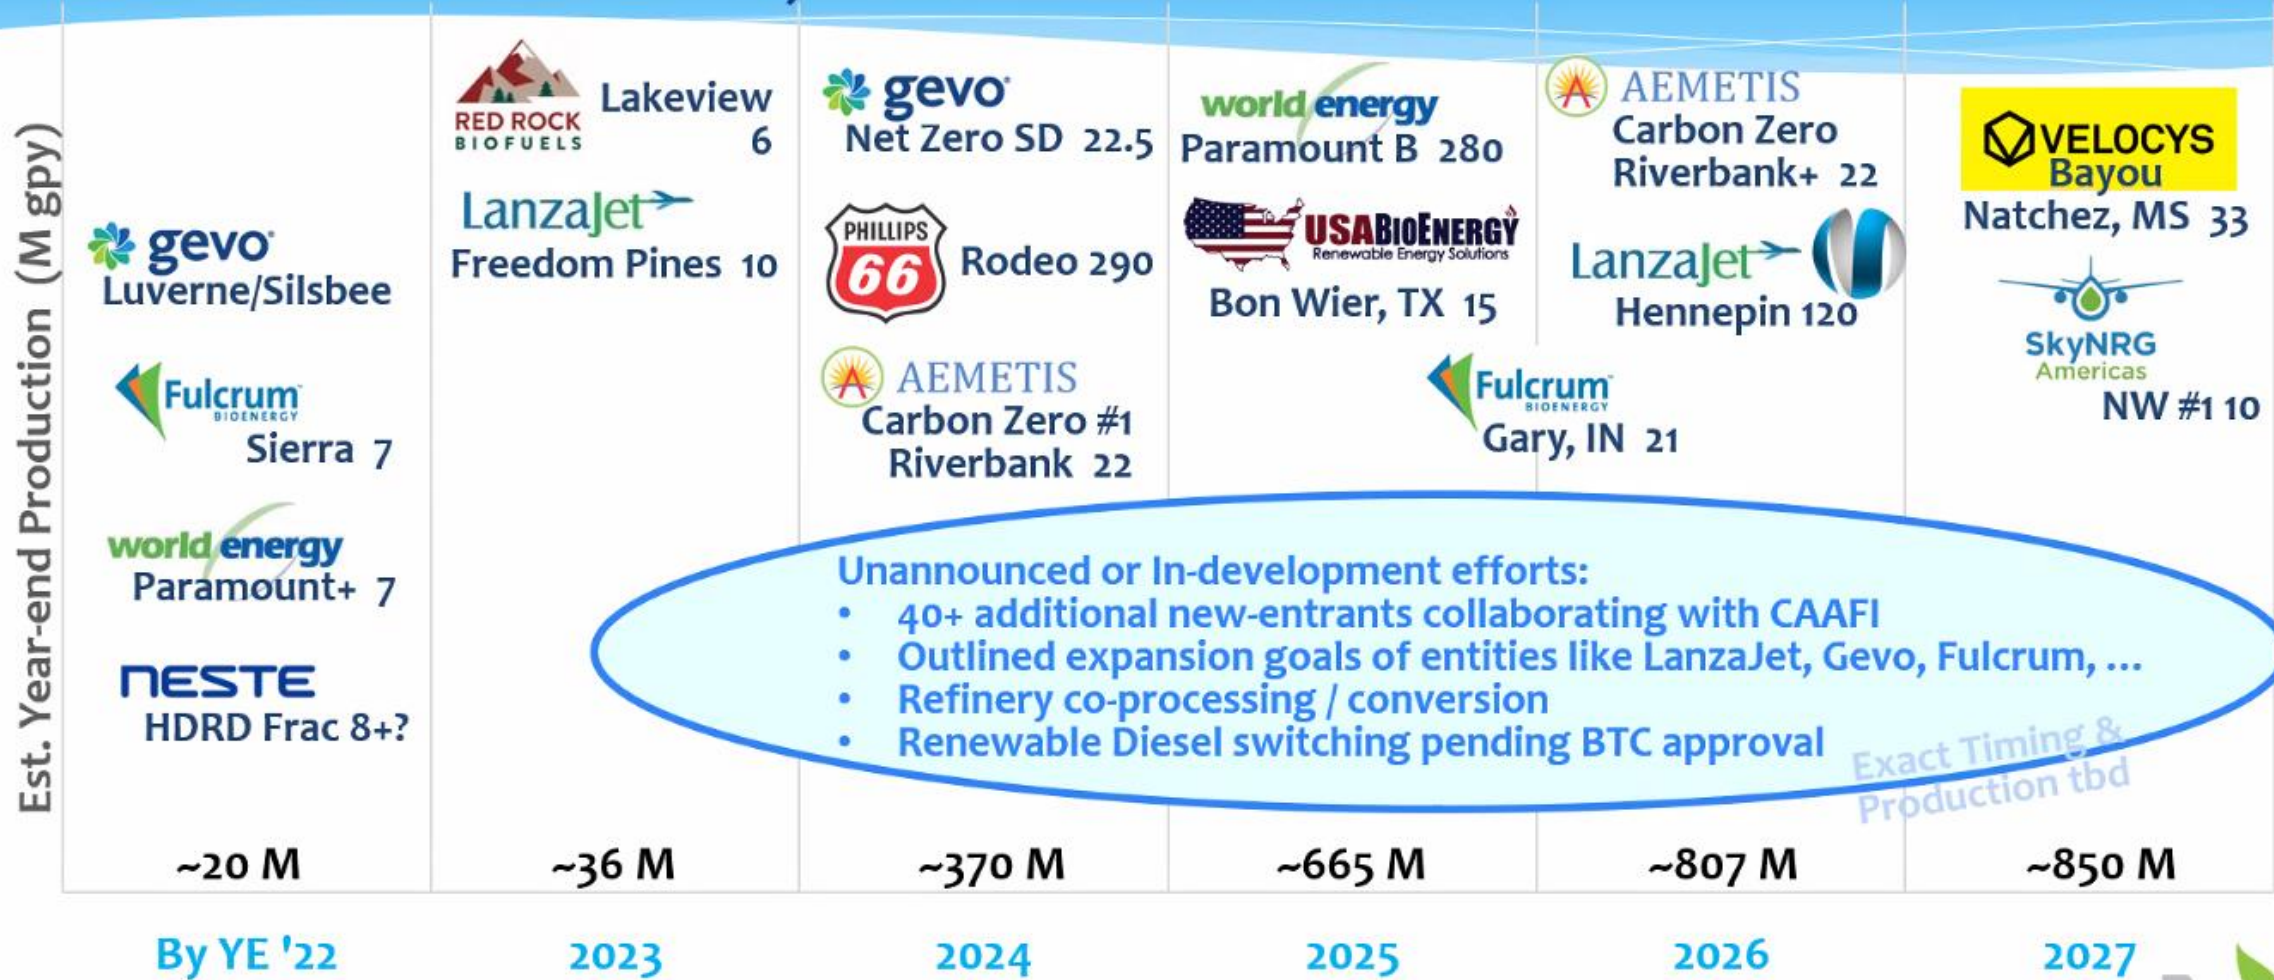 Est. Year-end Production (M gpy)
gevo
Luverne/Silsbee
Fulcrum
BIOENERGY
Sierra 7
world energy
Paramount+ 7
NESTE
HDRD Frac 8+?
~20 M
By YE '22
RED ROCK
BIOFUELS
Lakeview
6
LanzaJet
Freedom Pines 10
~36 M
2023
gevo
Net Zero SD 22.5
PHILLIPS
66
Rodeo 290
AEMETIS
Carbon Zero #1
Riverbank 22
~370 M
2024
world energy
Paramount B 280
USABIOENERGY
Renewable Energy Solutions
Bon Wier, TX 15
Fulcrum
BIOENERGY
Gary, IN 21
~665 M
2025
AEMETIS
Carbon Zero
Riverbank+ 22
LanzaJet
Hennepin 120
~807 M
2026
VELOCYS
Bayou
Natchez, MS 33
SkyNRG
Americas
NW #1 10
~850 M
2027
Unannounced or In-development efforts:
• 40+ additional new-entrants collaborating with CAAFI
• Outlined expansion goals of entities like LanzaJet, Gevo, Fulcrum, ...
• Refinery co-processing / conversion
• Renewable Diesel switching pending BTC approval
Exact Timing &
Production tbd